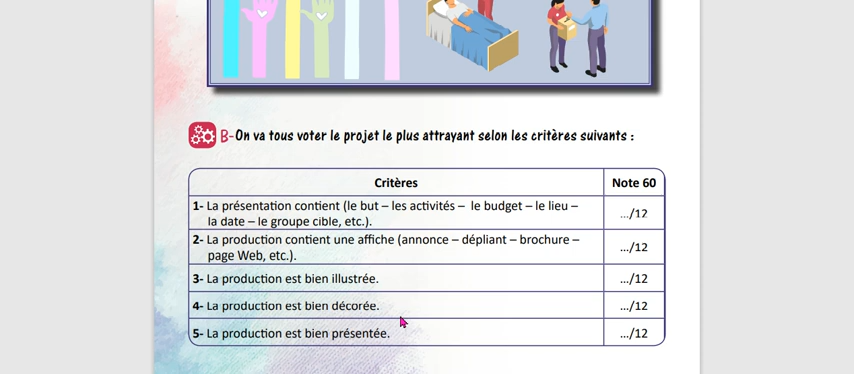 B-On va tous voter le projet le plus attrayant selon les critères suivants :
Critères
Note 60
1- La présentation contient (le but – les activités – le budget – le lieu –
la date – le groupe cible, etc.).
.../12
2- La production contient une affiche (annonce – dépliant – brochure –
page Web, etc.).
.../12
3- La production est bien illustrée.
.../12
4- La production est bien décorée.
.../12
5- La production est bien présentée.
.../12